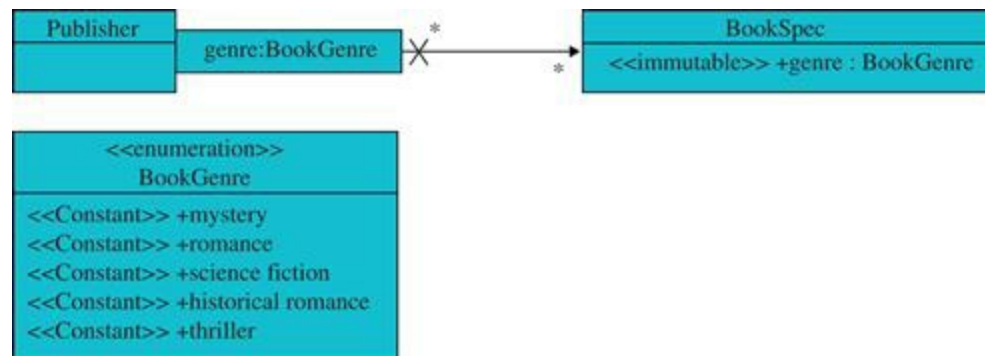 Publisher
genre:BookGenre
*
*
BookSpec
<<immutable>> +genre : BookGenre
<<enumeration>>
BookGenre
<<Constant>> +mystery
<<Constant>> +romance
<<Constant>> +science fiction
<<Constant>> +historical romance
<<Constant>> +thriller